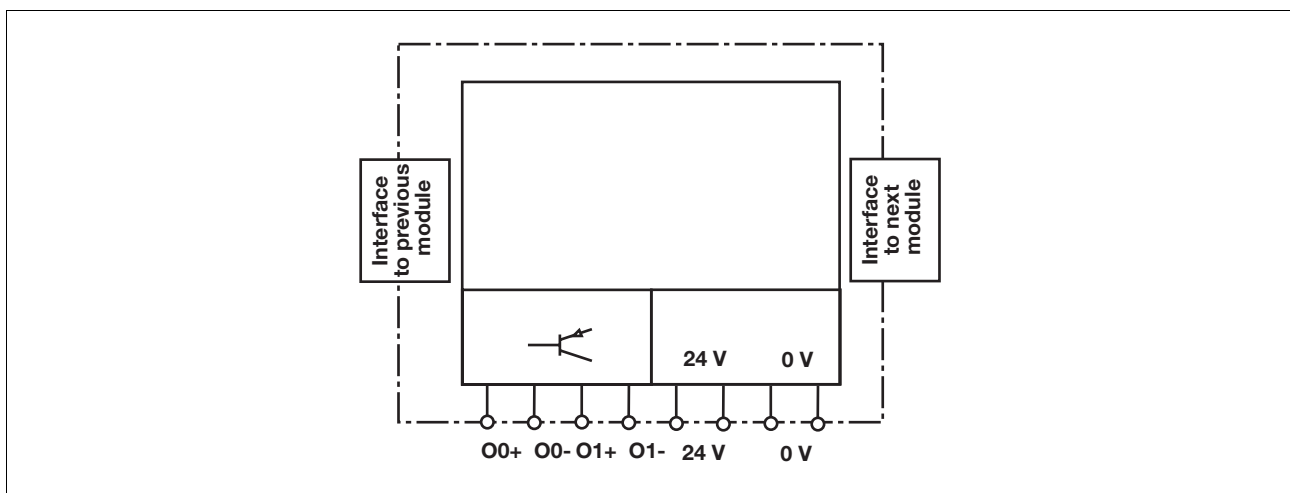 Interface
to previous
module
Interface
to next
module
24 V 0 V
O0+ O0- O1+ O1- 24 V 0 V